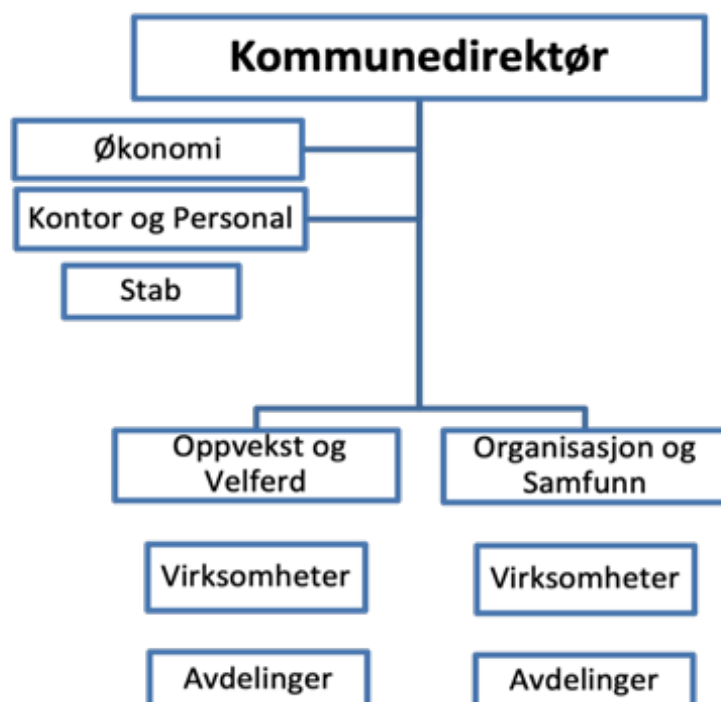 Kommunedirektør
Økonomi
Kontor og Personal
Stab
Oppvekst og
Velferd
Organisasjon og
Samfunn
Virksomheter
Virksomheter
Avdelinger
Avdelinger